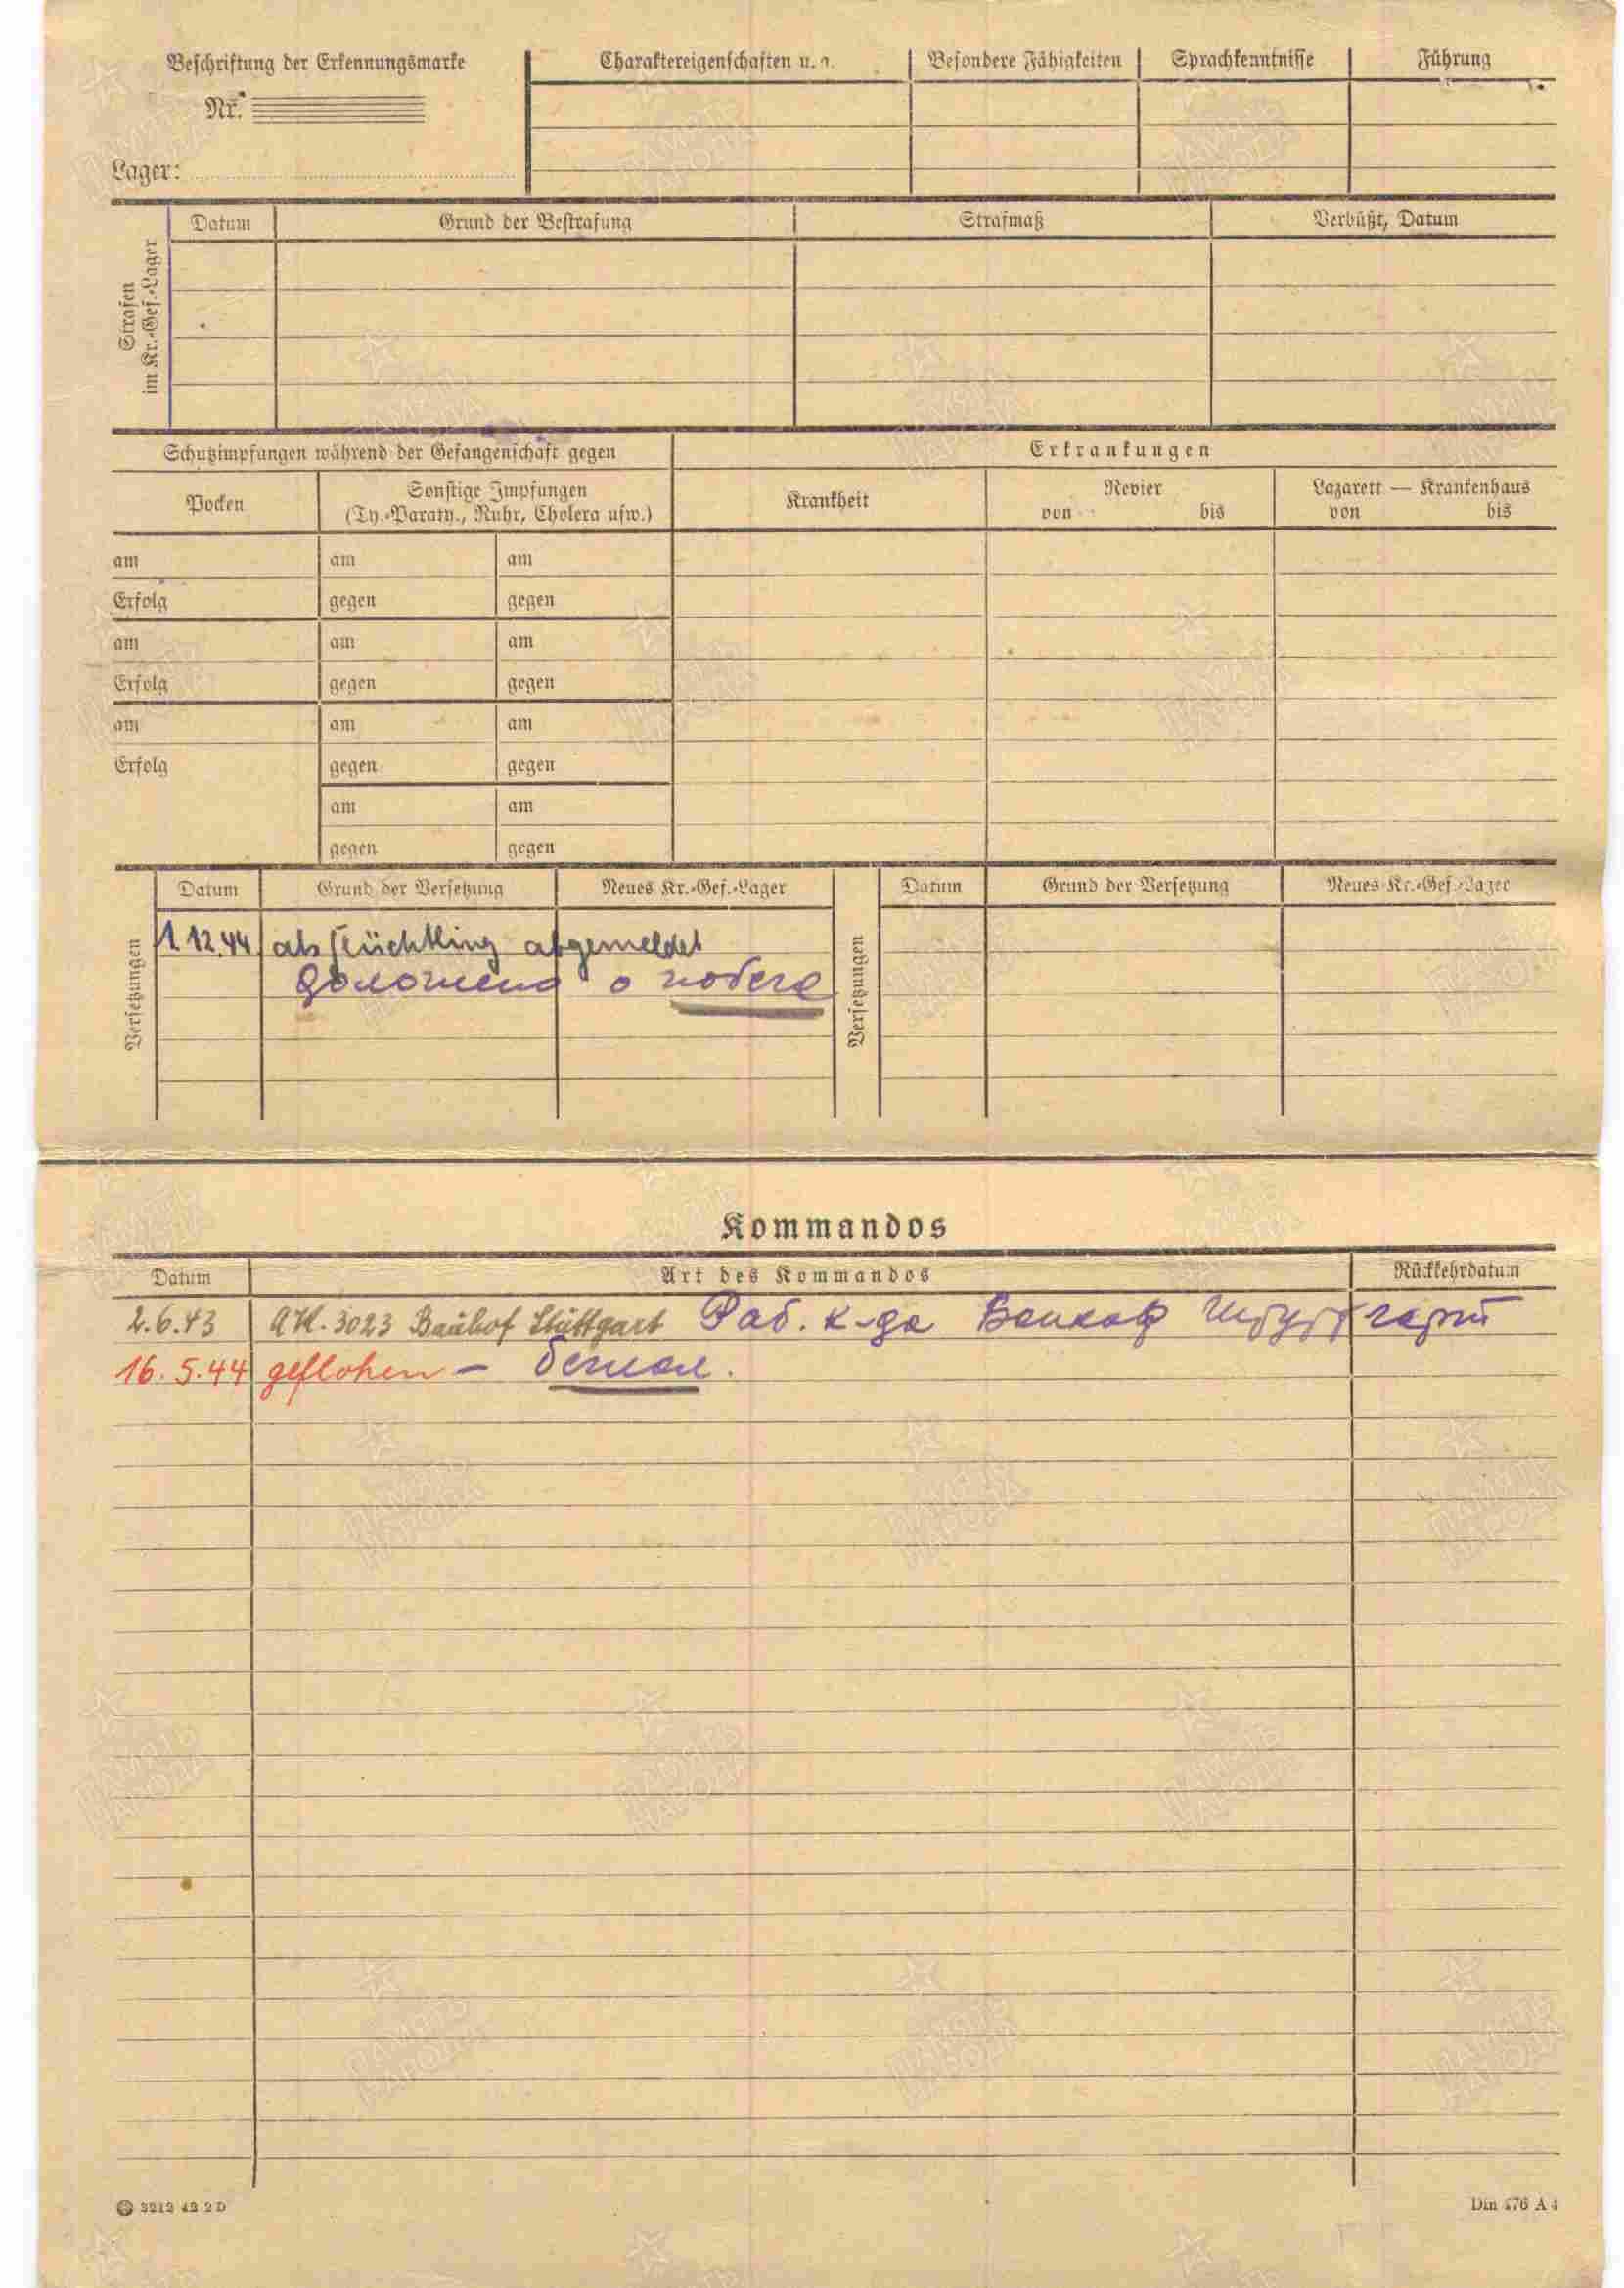 Beschriftung der Erkennungsmarke
Nr.
Lager:
Charaktereigenschaften u. a. Besondere Fähigkeiten Sprachkenntnisse Führung
Strafen
im Kr.-Gef.-Lager
Datum Grund der Bestrafung Strafmaß Verbüßt, Datum
Schutzimpfungen während der Gefangenschaft gegen
Erkrankungen
Pocken
Sonstige Impfungen
(Ty.-Paraty., Ruhr, Cholera usw.)
Krankheit
Revier
von bis
Lazarett — Krankenhaus
von bis
am am am
Erfolg gegen gegen
am am am
Erfolg gegen gegen
am am am
Erfolg gegen gegen
am am
gegen gegen
Versetzungen
Datum Grund der Versetzung Neues Kr.-Gef.-Lager
1.12.44 als flüchtling abgemeldet
доложено о побеге
Versetzungen
Datum Grund der Versetzung Neues Kr.-Gef.-Lager
Kommandos
Datum Art des Kommandos Rückkehrdatum
2.6.43 AK. 3023 Bauhof Stuttgart Раб. к-да
16.5.44 geflohen – бежал.
3212 42 2 D
Din 476 A 4
ПАМЯТЬ
НАРОДА